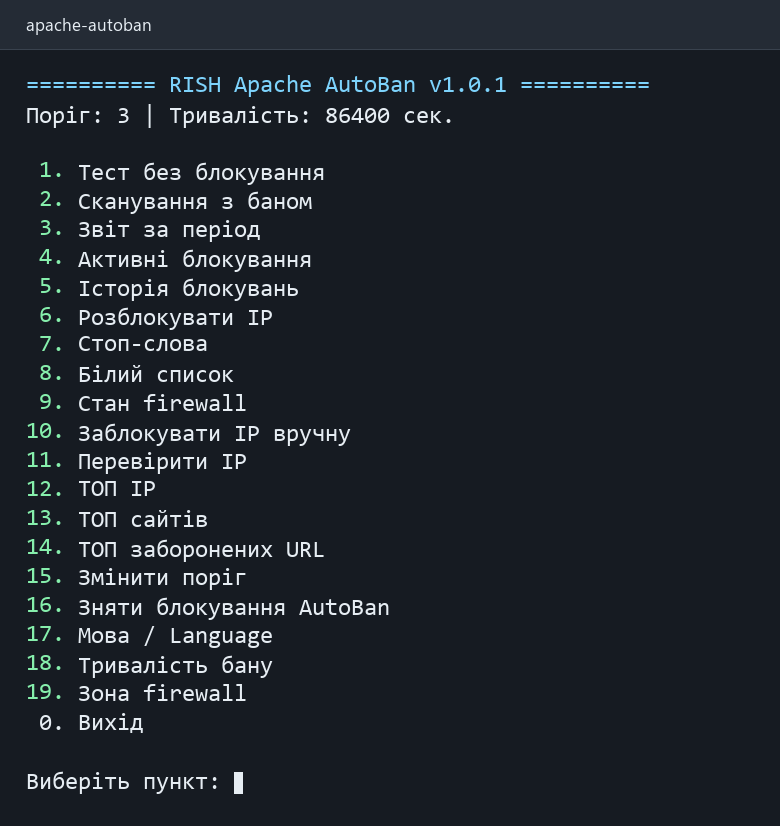 apache-autoban
========== RISH Apache AutoBan v1.0.1 ==========
Поріг: 3 | Тривалість: 86400 сек.
1. Тест без блокування
2. Сканування з баном
3. Звіт за період
4. Активні блокування
5. Історія блокувань
6. Розблокувати IP
7. Стоп-слова
8. Білий список
9. Стан firewall
10. Заблокувати IP вручну
11. Перевірити IP
12. ТОП IP
13. ТОП сайтів
14. ТОП заборонених URL
15. Змінити поріг
16. Зняти блокування AutoBan
17. Мова / Language
18. Тривалість бану
19. Зона firewall
0. Вихід
Виберіть пункт: